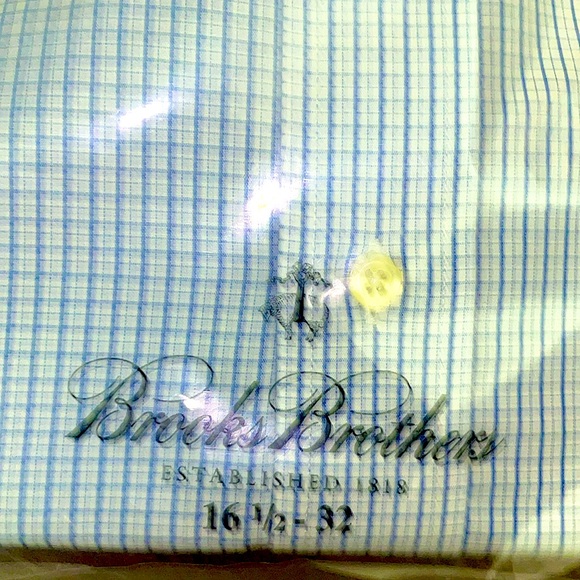 Brooks Brothers
ESTABLISHED 1818
16 ½ - 32